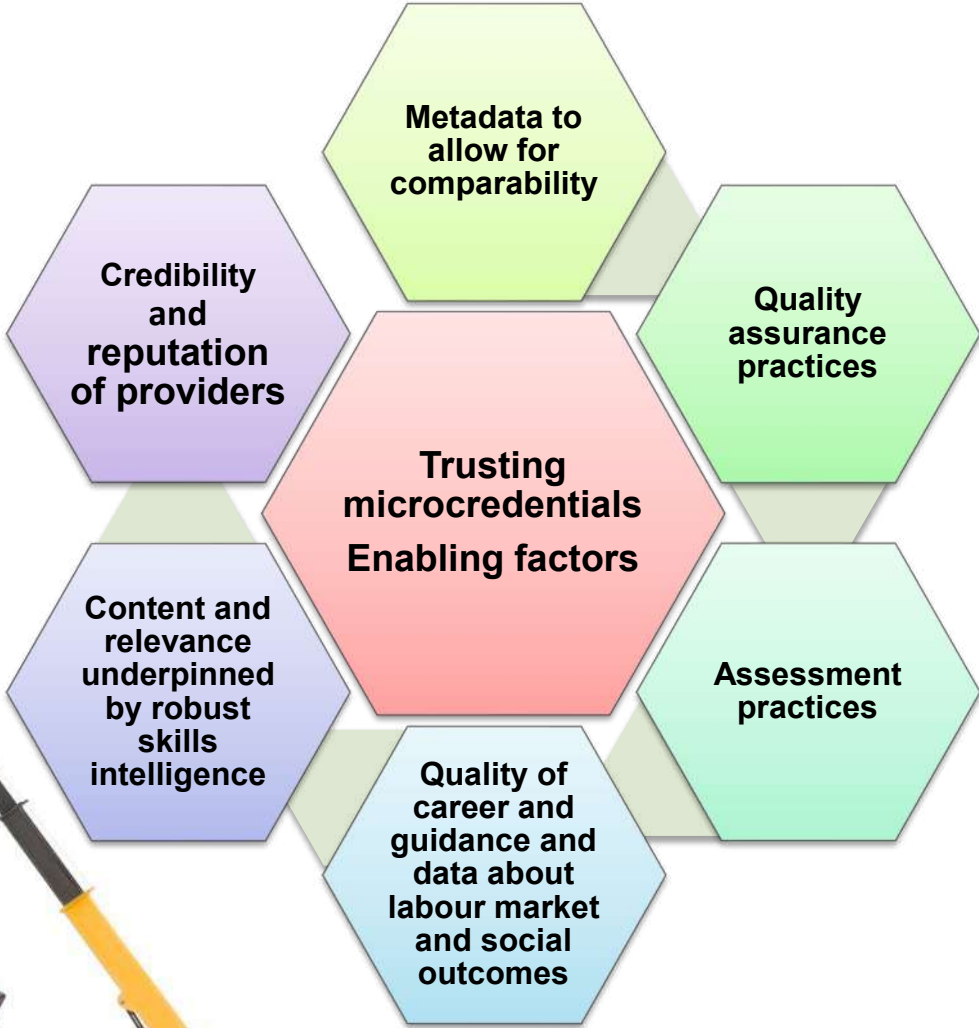 Metadata to
allow for
comparability
Quality
assurance
practices
Assessment
practices
Quality of
career and
guidance and
data about
labour market
and social
outcomes
Content and
relevance
underpinned
by robust
skills
intelligence
Credibility
and
reputation
of providers
Trusting
microcredentials
Enabling factors